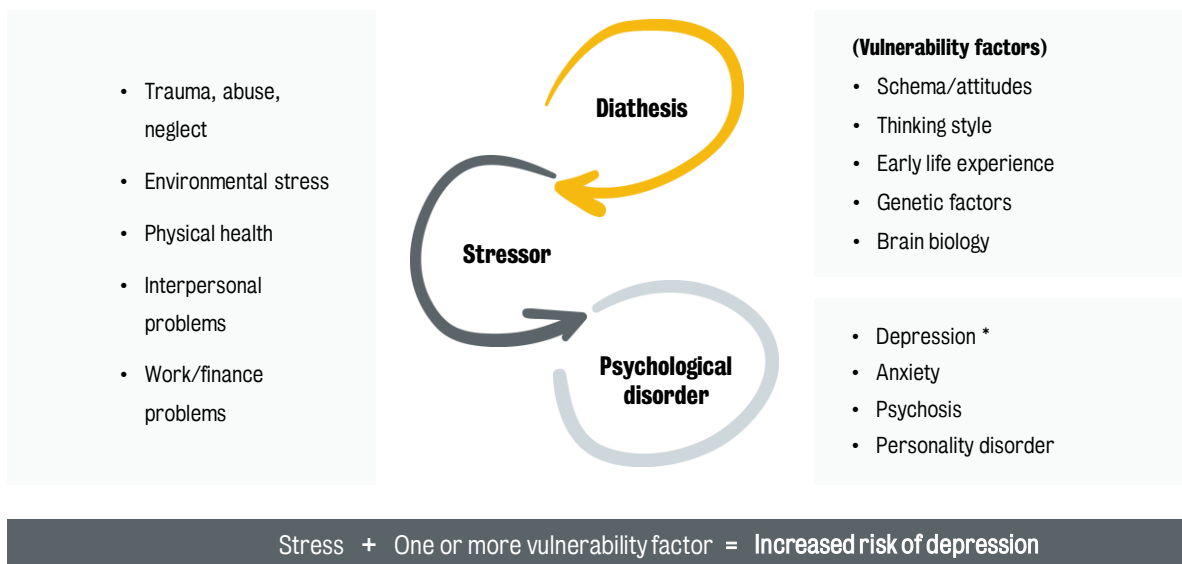 • Trauma, abuse,
neglect
• Environmental stress
• Physical health
• Interpersonal
problems
• Work/finance
problems
Diathesis
Stressor
Psychological
disorder
(Vulnerability factors)
• Schema/attitudes
• Thinking style
• Early life experience
• Genetic factors
• Brain biology
• Depression *
• Anxiety
• Psychosis
• Personality disorder
Stress + One or more vulnerability factor = Increased risk of depression